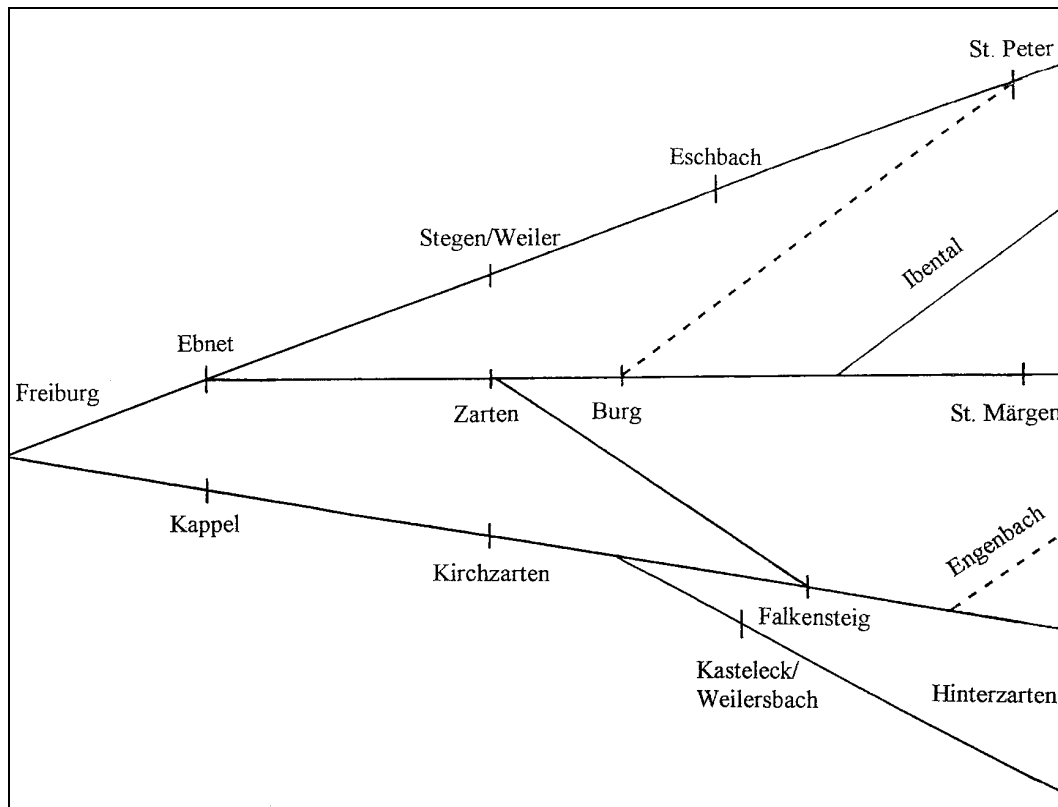 St. Peter
Eschbach
Stegen/Weiler
Ibental
Ebnet
Freiburg
Zarten
Burg
St. Märgen
Kappel
Engenbach
Kirchzarten
Falkensteig
Kasteleck/
Weilersbach
Hinterzarten